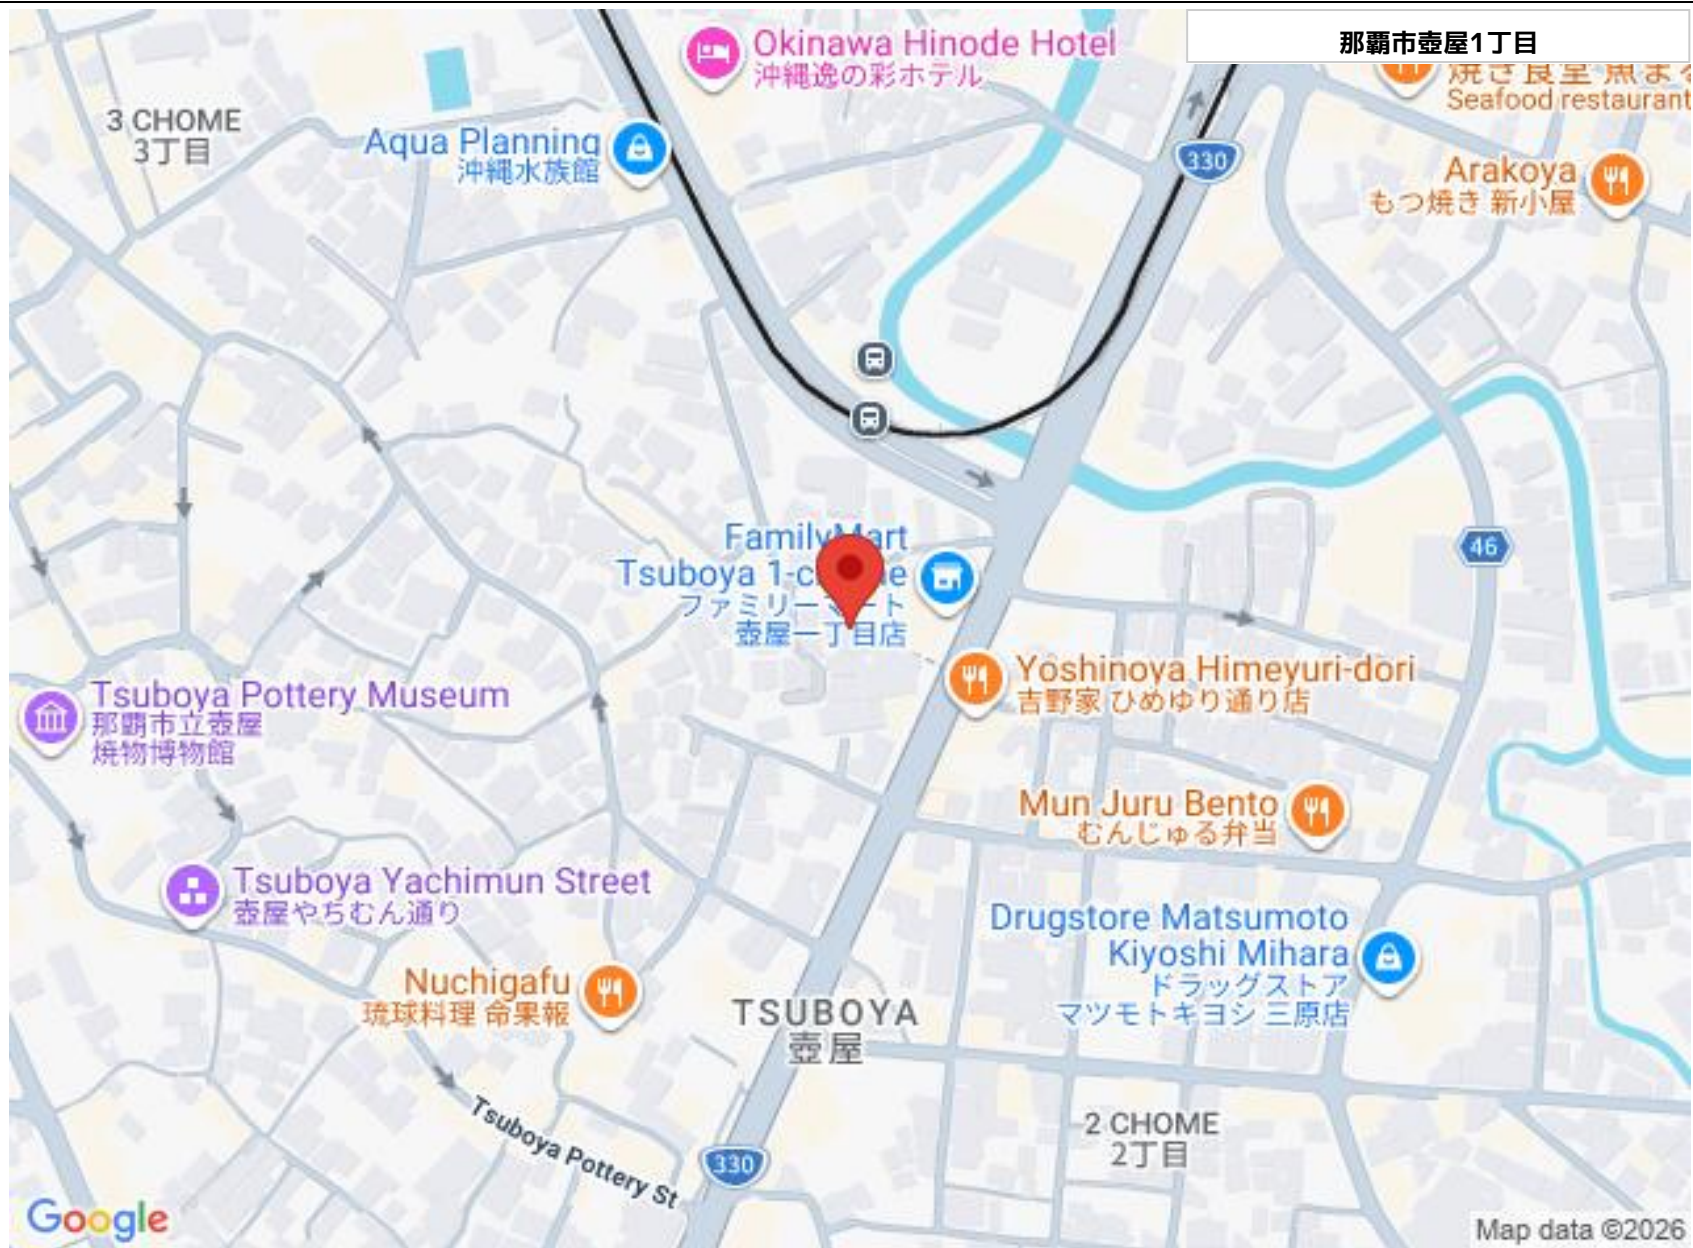 那覇市壺屋1丁目
Okinawa Hinode Hotel
沖縄逸の彩ホテル
Seafood restaurant
3 CHOME
3丁目
Aqua Planning
沖縄水族館
330
Arakoya
もつ焼き 新小屋
46
FamilyMart
Tsuboya 1-
ファミリーマート
壺屋一丁目店
Yoshinoya Himeyuri-dori
吉野家 ひめゆり通り店
Tsuboya Pottery Museum
那覇市立壺屋
焼物博物館
Mun Juru Bento
むんじゅる弁当
Tsuboya Yachimun Street
壺屋やちむん通り
Drugstore Matsumoto
Kiyoshi Mihara
ドラッグストア
マツモトキヨシ 三原店
Nuchigafu
琉球料理 命果報
TSUBOYA
壺屋
Tsuboya Pottery St
2 CHOME
2丁目
330
Google
Map data ©2026